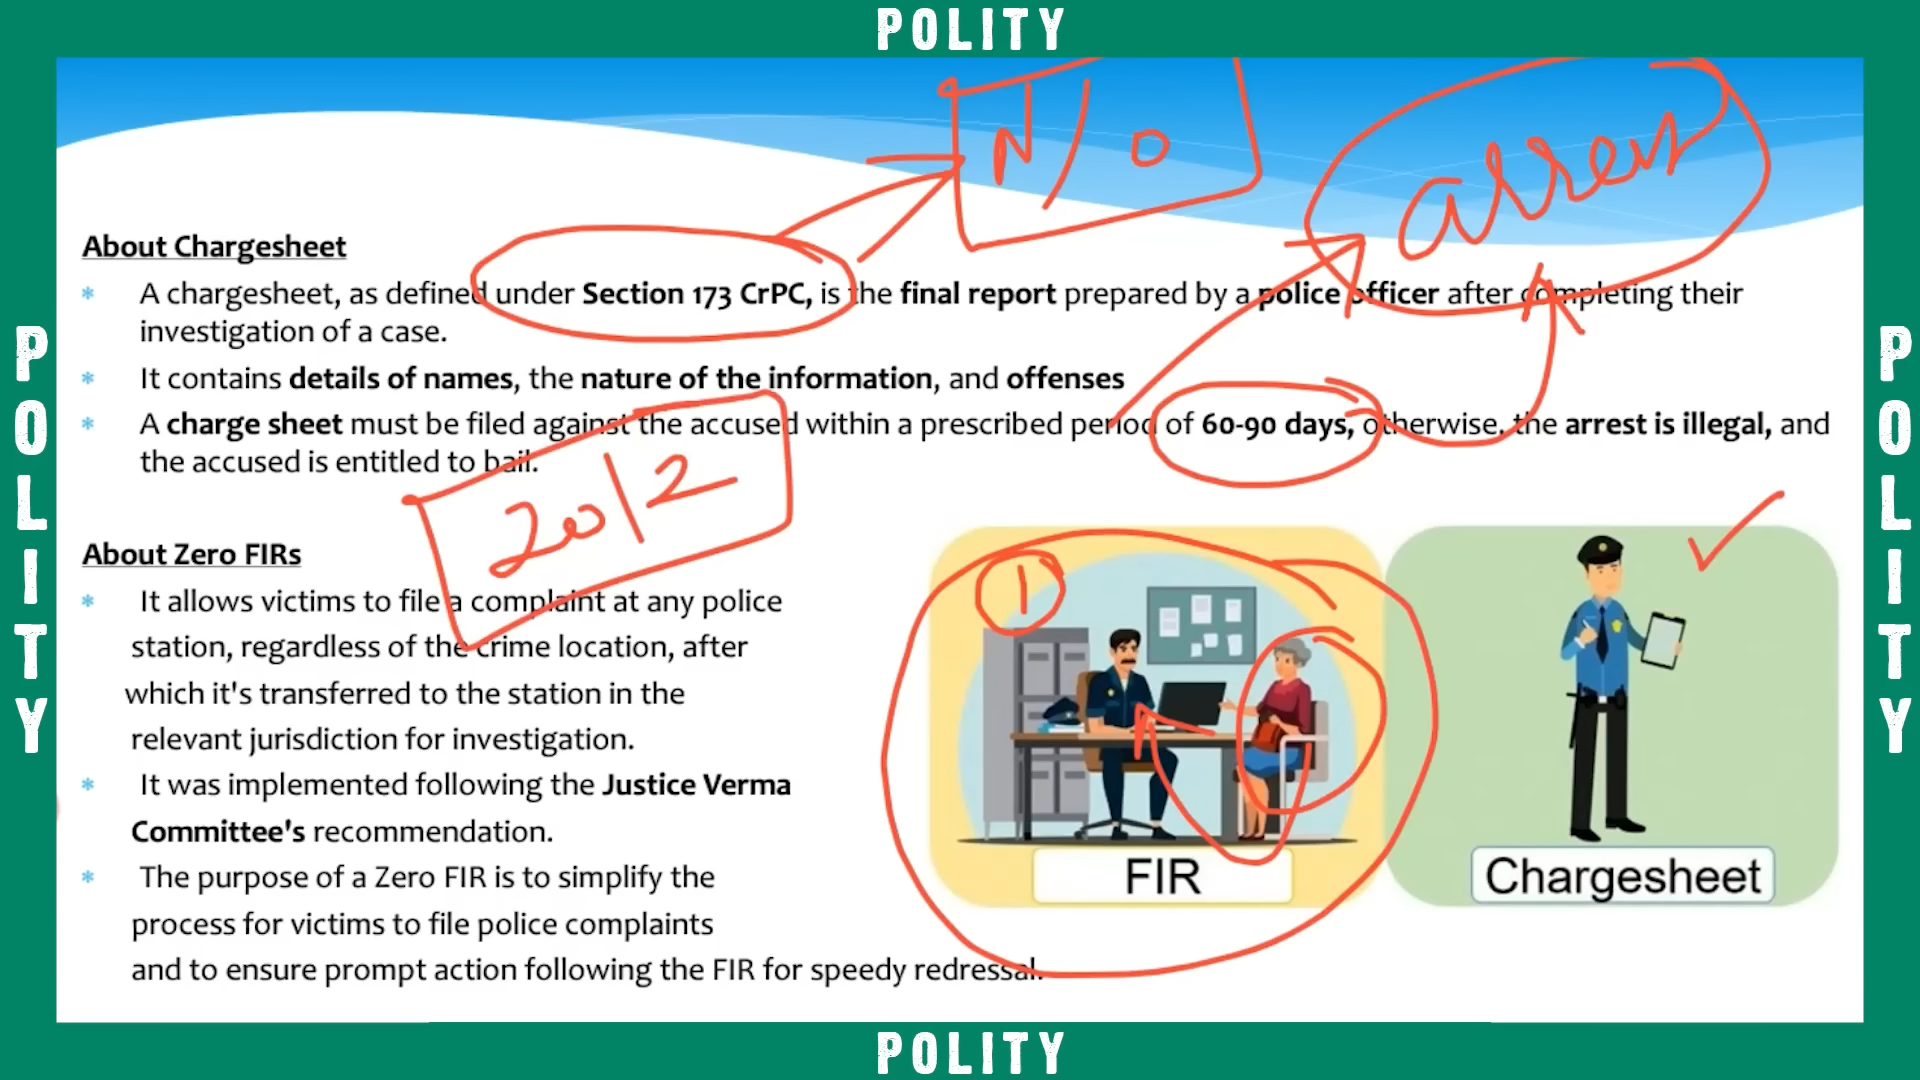 POLITY
N/O
arrest
About Chargesheet
* A chargesheet, as defined under Section 173 CrPC, is the final report prepared by a police officer after completing their
investigation of a case.
* It contains details of names, the nature of the information, and offenses
* A charge sheet must be filed against the accused within a prescribed period of 60-90 days, otherwise, the arrest is illegal, and
the accused is entitled to bail.
2012
About Zero FIRs
* It allows victims to file a complaint at any police
station, regardless of the crime location, after
which it's transferred to the station in the
relevant jurisdiction for investigation.
* It was implemented following the Justice Verma
Committee's recommendation.
* The purpose of a Zero FIR is to simplify the
process for victims to file police complaints
and to ensure prompt action following the FIR for speedy redressal.
1
FIR
Chargesheet
POLITY
POLITY
POLITY